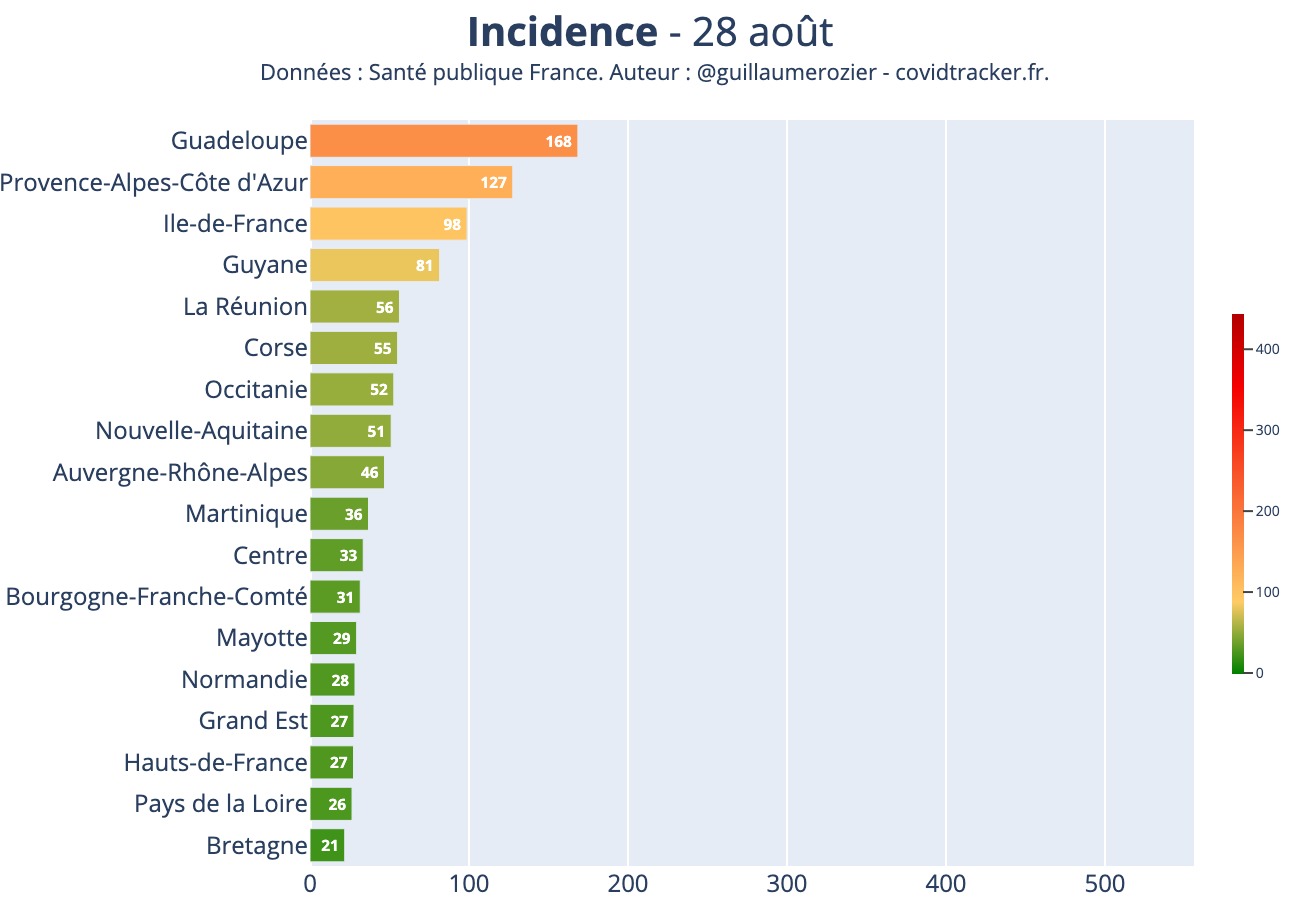 Incidence - 28 août
Données : Santé publique France. Auteur : @guillaumerozier - covidtracker.fr.
Guadeloupe 168
Provence-Alpes-Côte d'Azur 127
Ile-de-France 98
Guyane 81
La Réunion 56
Corse 55
Occitanie 52
Nouvelle-Aquitaine 51
Auvergne-Rhône-Alpes 46
Martinique 36
Centre 33
Bourgogne-Franche-Comté 31
Mayotte 29
Normandie 28
Grand Est 27
Hauts-de-France 27
Pays de la Loire 26
Bretagne 21
0 100 200 300 400 500
400
300
200
100
0